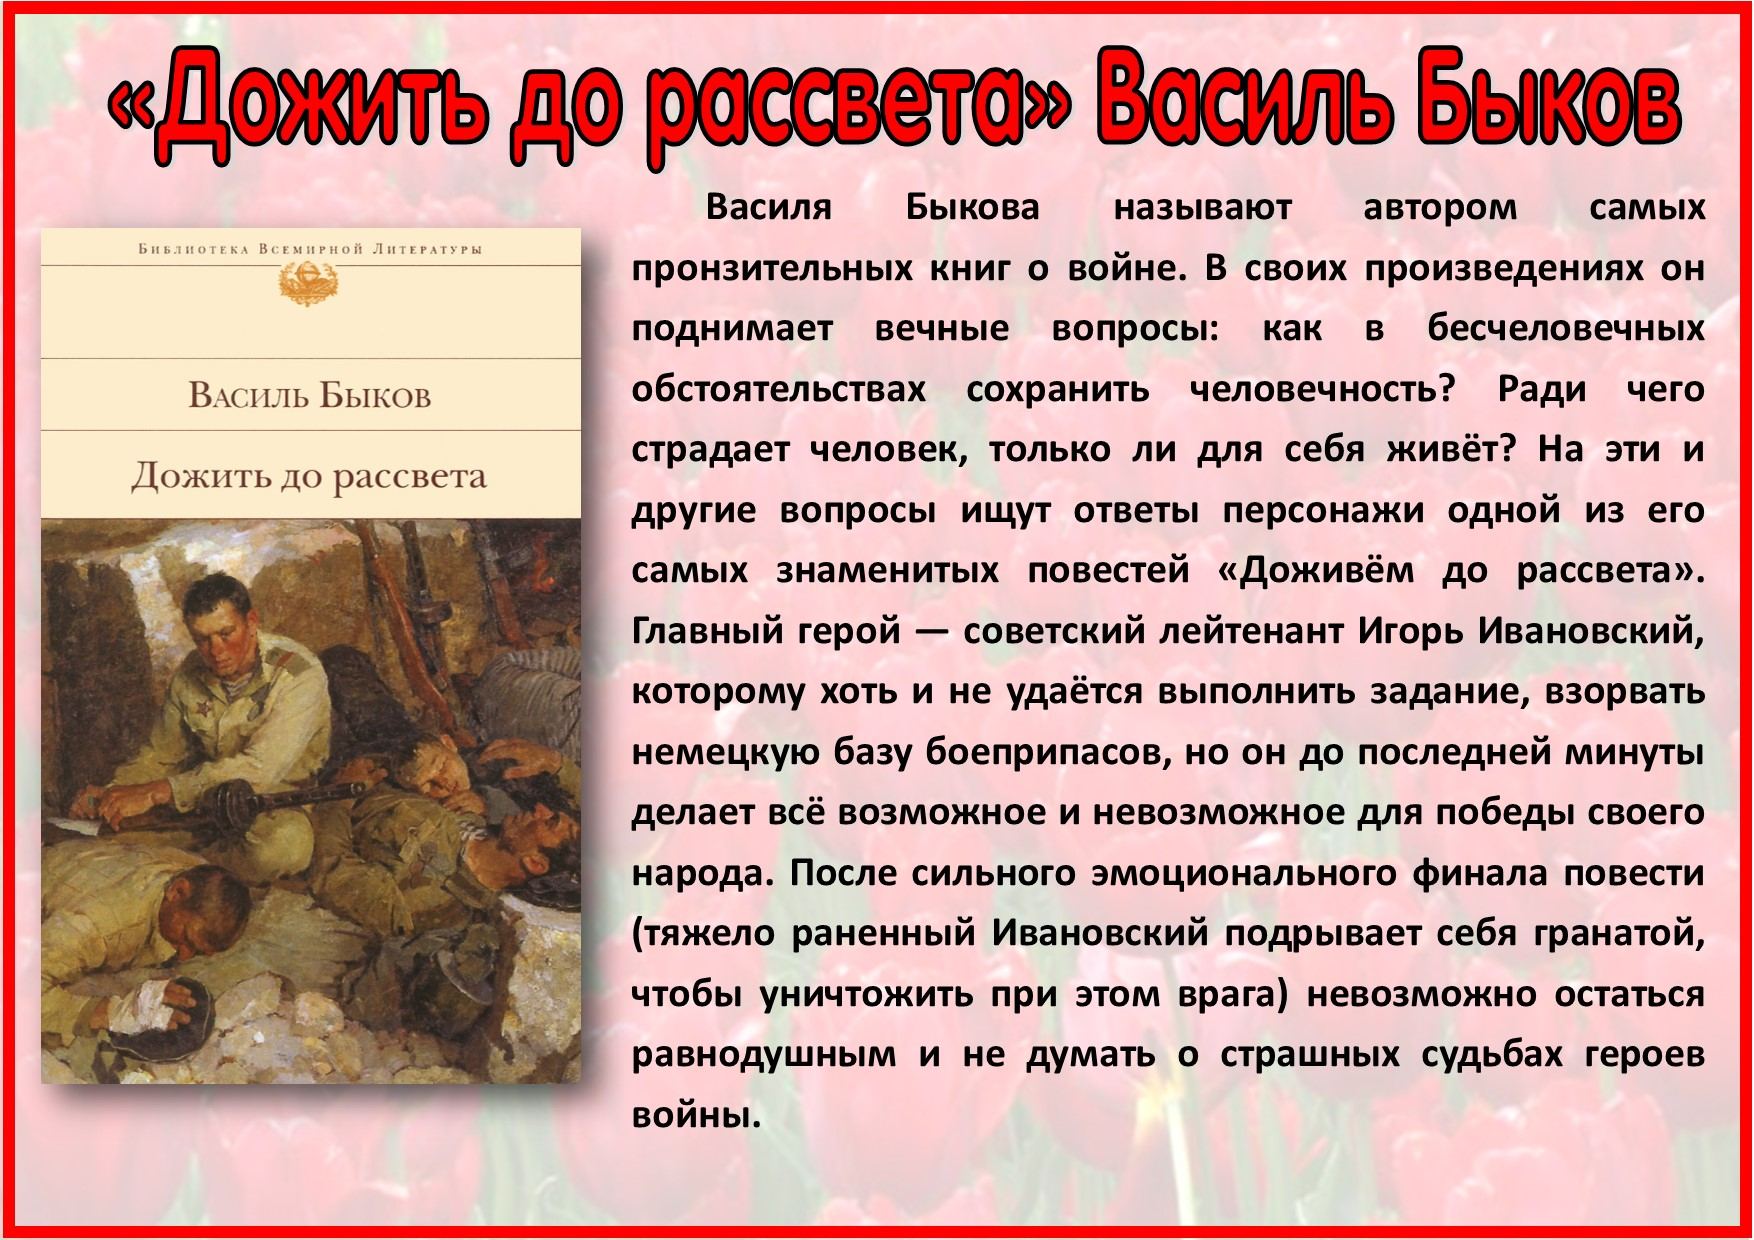 «Дожить до рассвета» Василь Быков
Библиотека Всемирной Литературы
Василь Быков
Дожить до рассвета
Василя Быкова называют автором самых
пронзительных книг о войне. В своих произведениях он
поднимает вечные вопросы: как в бесчеловечных
обстоятельствах сохранить человечность? Ради чего
страдает человек, только ли для себя живёт? На эти и
другие вопросы ищут ответы персонажи одной из его
самых знаменитых повестей «Доживём до рассвета».
Главный герой — советский лейтенант Игорь Ивановский,
которому хоть и не удаётся выполнить задание, взорвать
немецкую базу боеприпасов, но он до последней минуты
делает всё возможное и невозможное для победы своего
народа. После сильного эмоционального финала повести
(тяжело раненный Ивановский подрывает себя гранатой,
чтобы уничтожить при этом врага) невозможно остаться
равнодушным и не думать о страшных судьбах героев
войны.